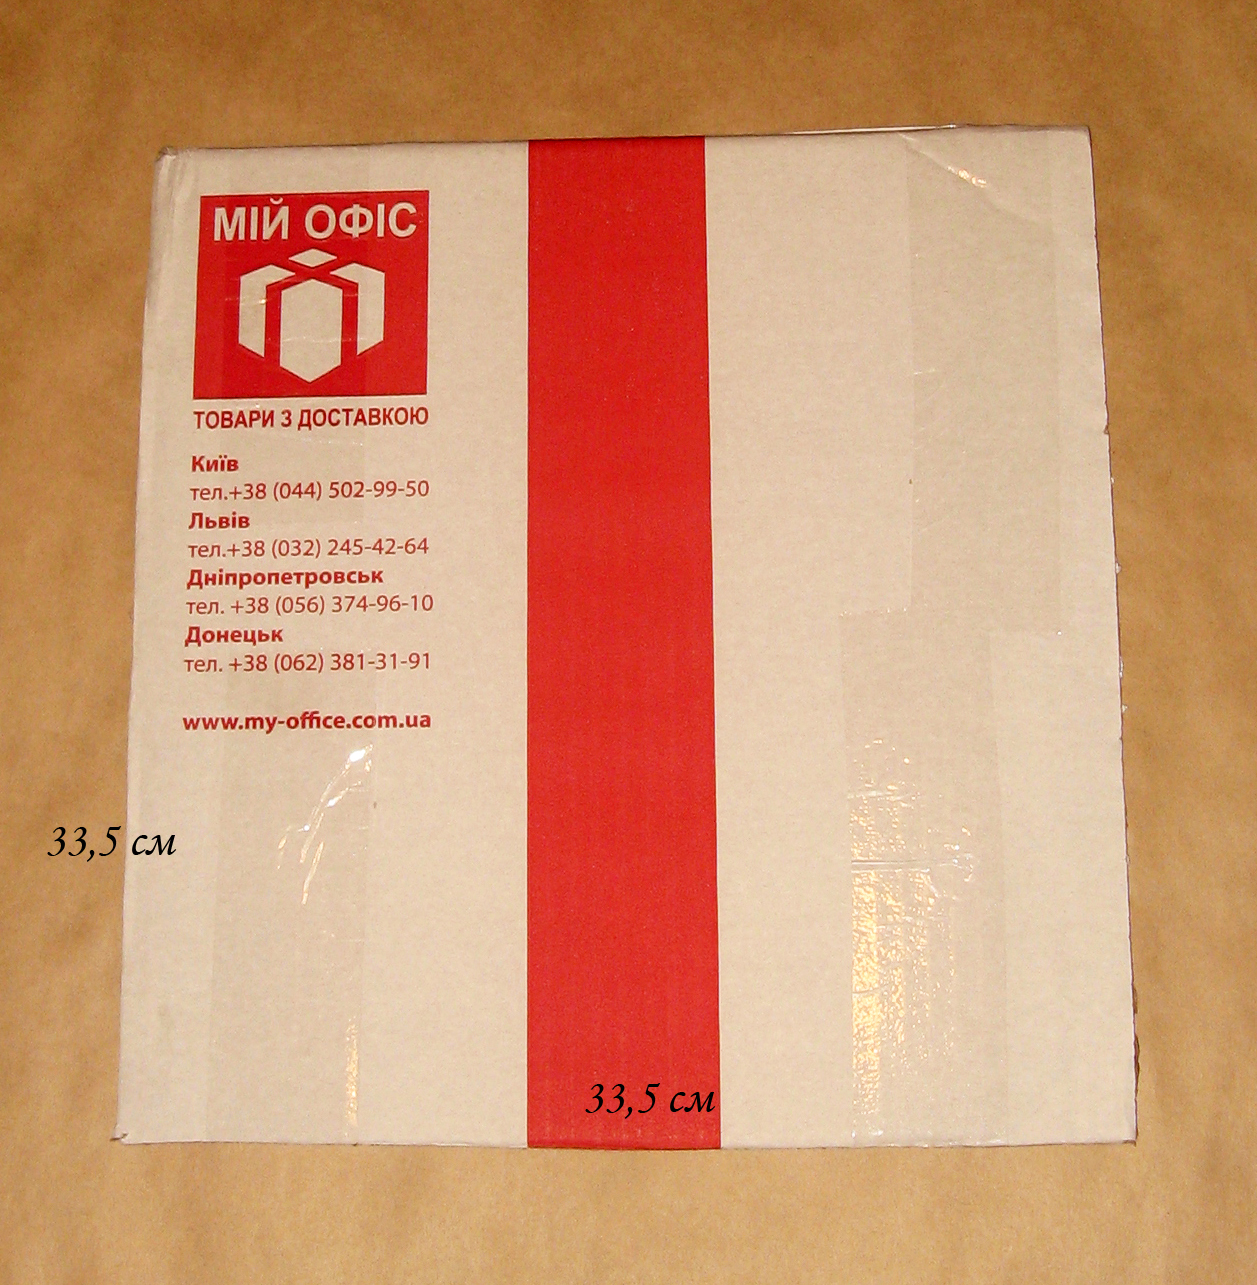 МІЙ ОФІС
ТОВАРИ З ДОСТАВКОЮ
Київ
тел.+38 (044) 502-99-50
Львів
тел.+38 (032) 245-42-64
Дніпропетровськ
тел. +38 (056) 374-96-10
Донецьк
тел. +38 (062) 381-31-91
www.my-office.com.ua
33,5 см
33,5 см